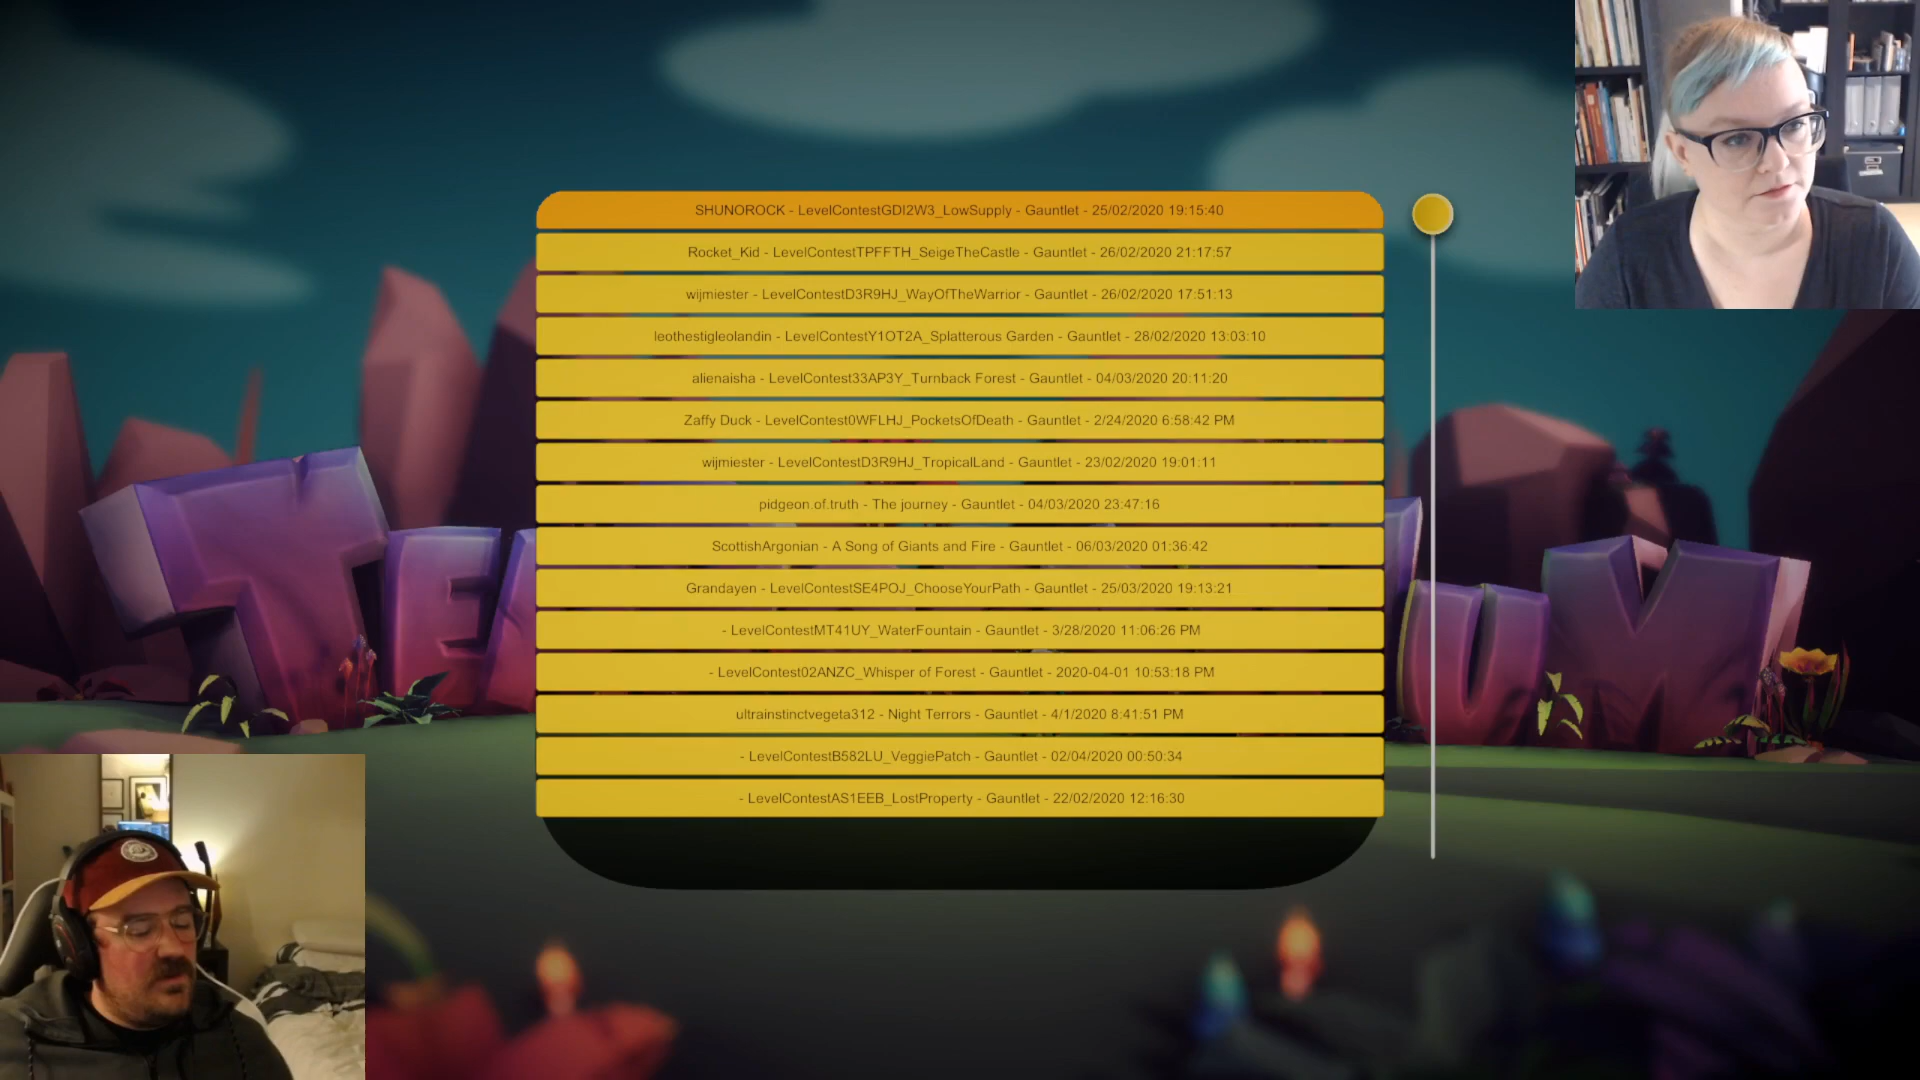 SHUNOROCK - LevelContestGDI2W3_LowSupply - Gauntlet - 25/02/2020 19:15:40
Rocket_Kid - LevelContestTPFFTH_SeigeTheCastle - Gauntlet - 26/02/2020 21:17:57
wijmiester - LevelContestD3R9HJ_WayOfTheWarrior - Gauntlet - 26/02/2020 17:51:13
leothestigleolandin - LevelContestY1OT2A_Splatterous Garden - Gauntlet - 28/02/2020 13:03:10
alienaisha - LevelContest33AP3Y_Turnback Forest - Gauntlet - 04/03/2020 20:11:20
Zaffy Duck - LevelContest0WFLHJ_PocketsOfDeath - Gauntlet - 2/24/2020 6:58:42 PM
wijmiester - LevelContestD3R9HJ_TropicalLand - Gauntlet - 23/02/2020 19:01:11
pidgeon.of.truth - The journey - Gauntlet - 04/03/2020 23:47:16
ScottishArgonian - A Song of Giants and Fire - Gauntlet - 06/03/2020 01:36:42
Grandayen - LevelContestSE4POJ_ChooseYourPath - Gauntlet - 25/03/2020 19:13:21
- LevelContestMT41UY_WaterFountain - Gauntlet - 3/28/2020 11:06:26 PM
- LevelContest02ANZC_Whisper of Forest - Gauntlet - 2020-04-01 10:53:18 PM
ultrainstinctvegeta312 - Night Terrors - Gauntlet - 4/1/2020 8:41:51 PM
- LevelContestB582LU_VeggiePatch - Gauntlet - 02/04/2020 00:50:34
- LevelContestAS1EEB_LostProperty - Gauntlet - 22/02/2020 12:16:30
TE
UM